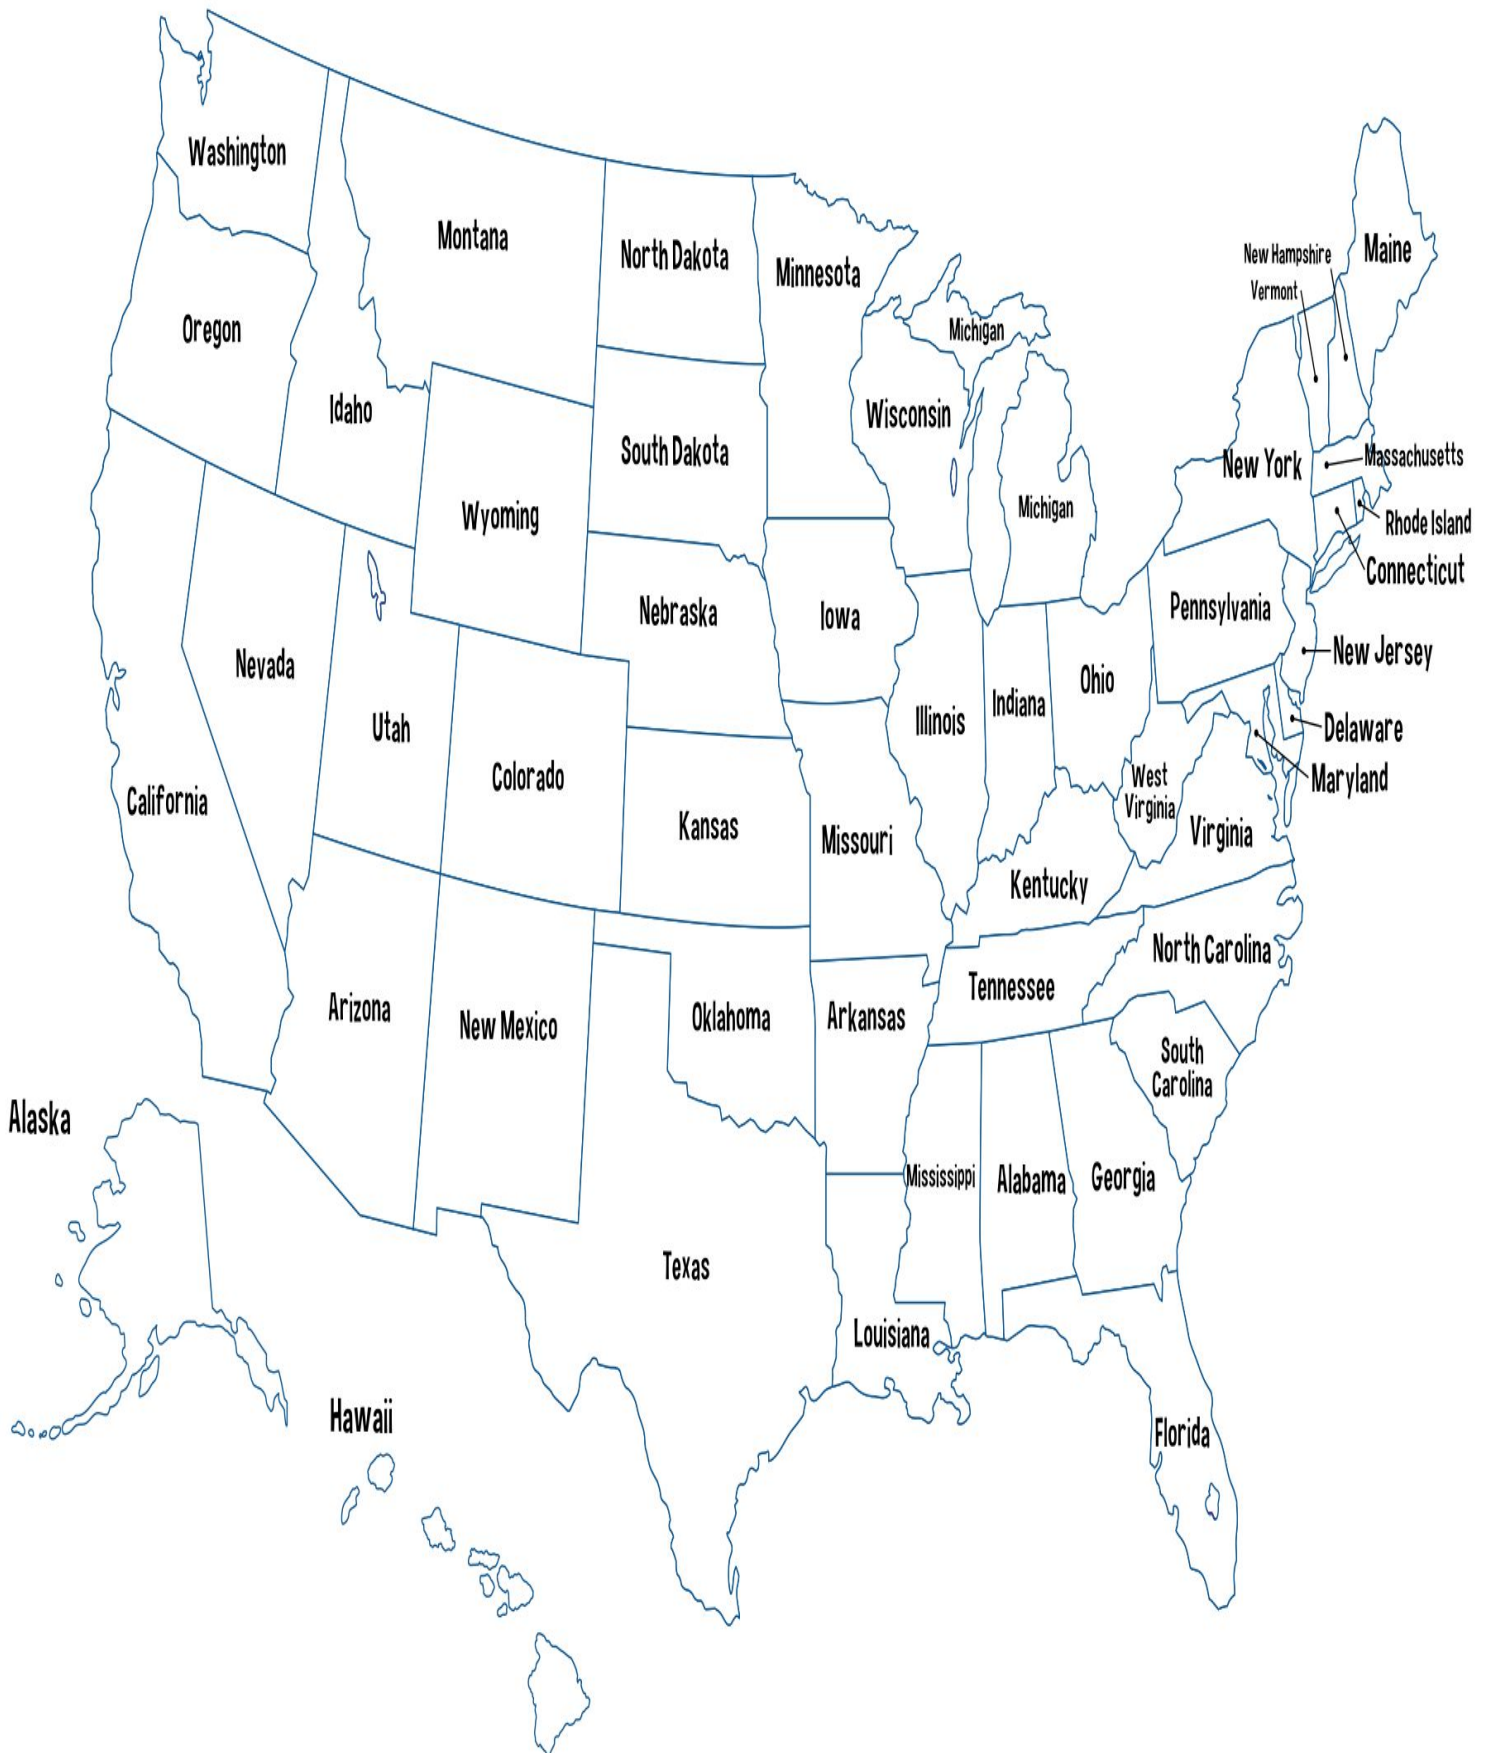 Washington
Montana
North Dakota
Minnesota
New Hampshire
Maine
Vermont
Oregon
Michigan
Idaho
Wisconsin
South Dakota
New York
Massachusetts
Wyoming
Michigan
Rhode Island
Connecticut
Nebraska
Iowa
Pennsylvania
Nevada
New Jersey
Ohio
Utah
Illinois
Indiana
Delaware
Colorado
West
Virginia
Maryland
California
Kansas
Missouri
Virginia
Kentucky
North Carolina
Arizona
New Mexico
Oklahoma
Arkansas
Tennessee
South
Carolina
Alaska
Mississippi
Alabama
Georgia
Texas
Louisiana
Hawaii
Florida